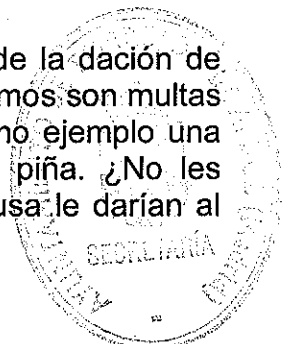 de la dación de
mos son multas
no ejemplo una
piña. ¿No les
usa le darían al
SECRETARÍA